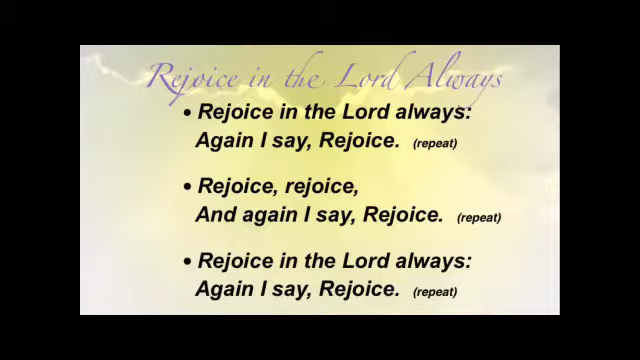 Rejoice in the Lord Always
• Rejoice in the Lord always:
Again I say, Rejoice. (repeat)
• Rejoice, rejoice,
And again I say, Rejoice. (repeat)
• Rejoice in the Lord always:
Again I say, Rejoice. (repeat)